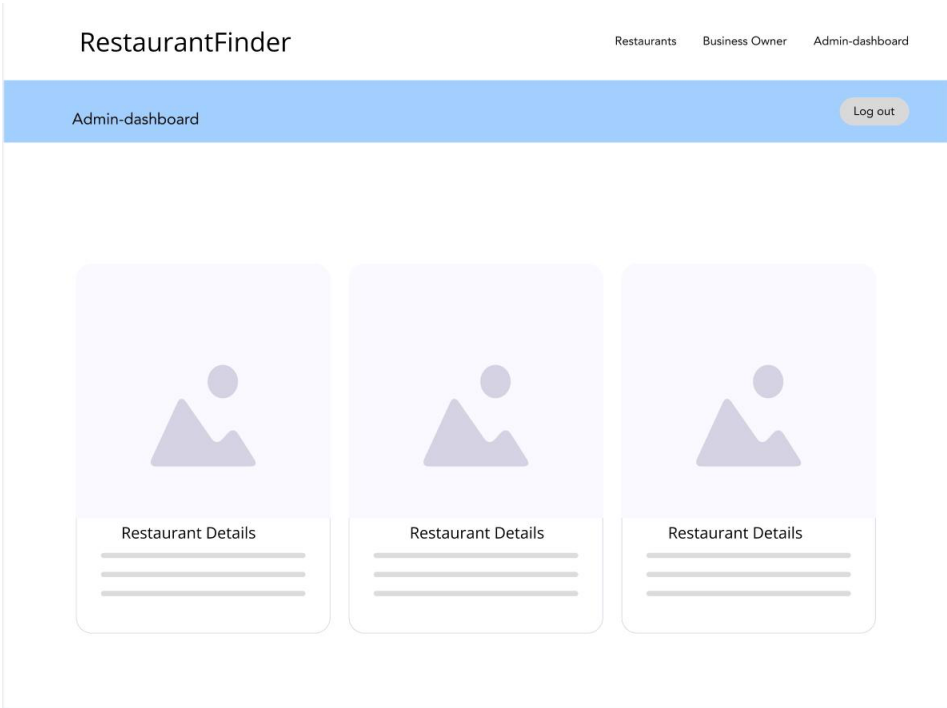 RestaurantFinder
Restaurants Business Owner Admin-dashboard
Admin-dashboard
Log out
Restaurant Details
Restaurant Details
Restaurant Details